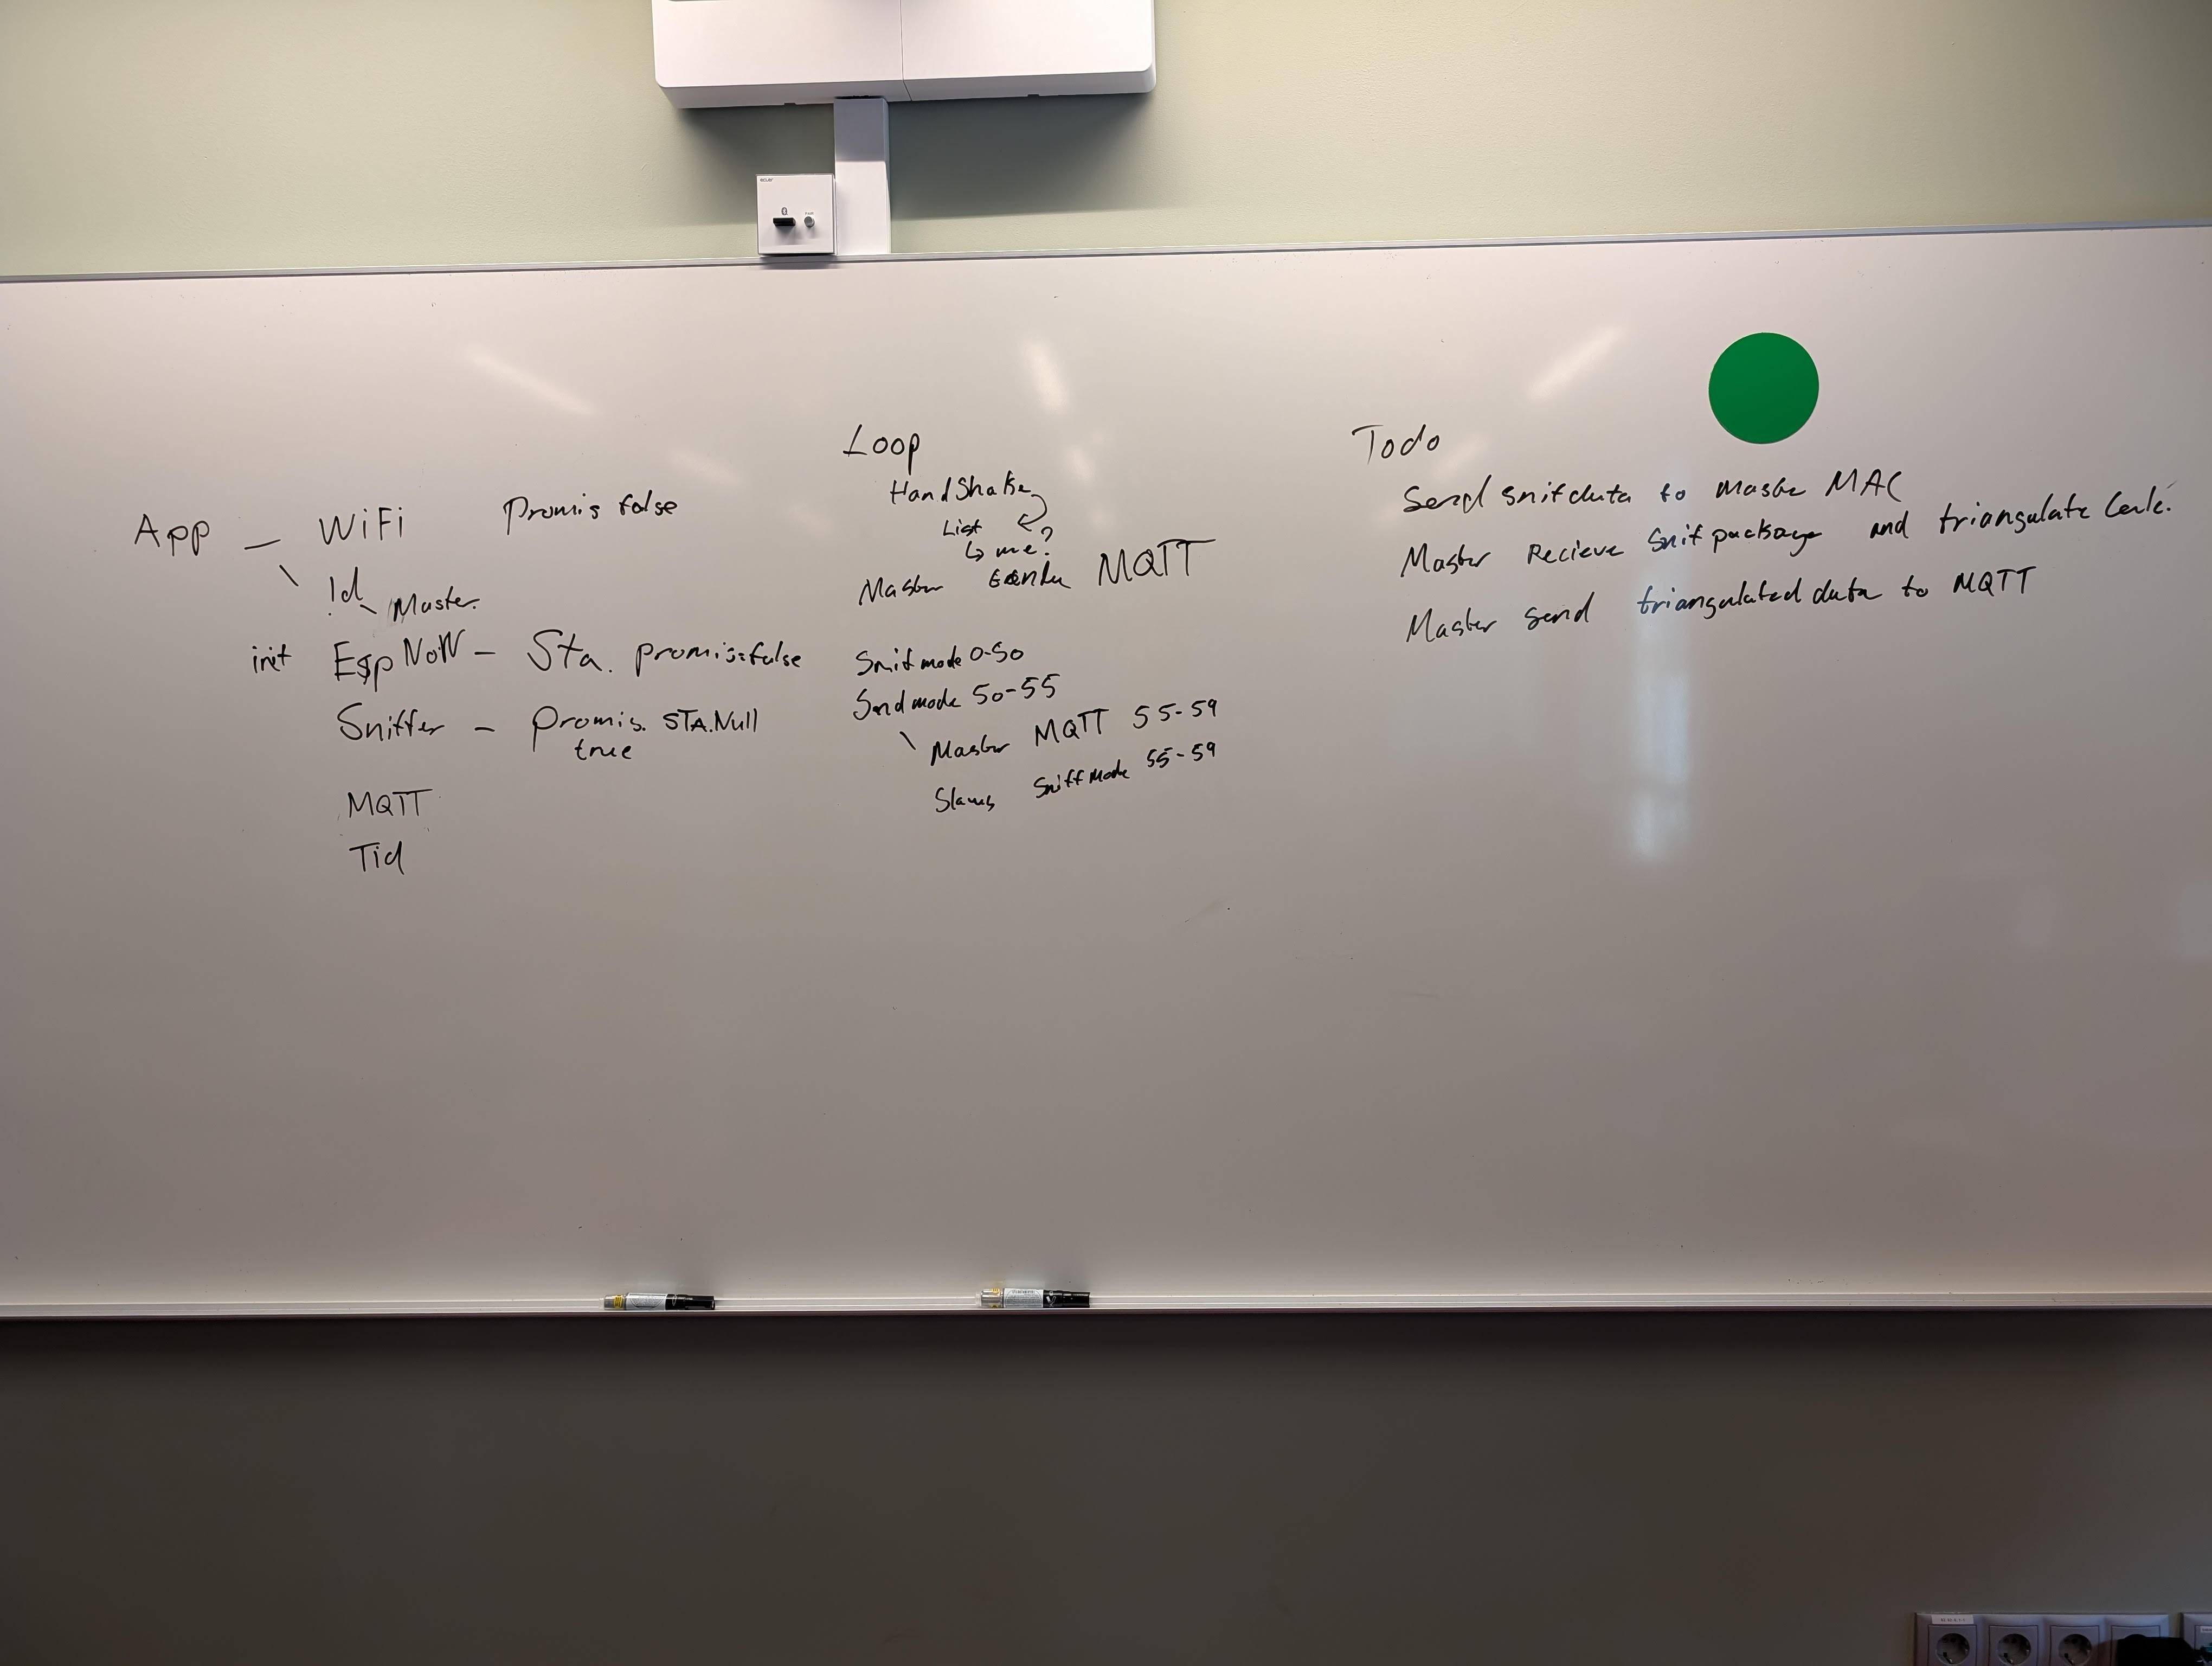 App — WiFi Promis false
Id
Master
init EspNoW — Sta. promis:false
Sniffer — Promis. STA.Null
true
MQTT
Tid
Loop
HandShake
List
↳ me?
Master MQTT
Snif mode 0-50
Send mode 50-55
Master MQTT 55-59
Slaves Sniff Mode 55-59
Todo
Send snifdata to Master MAC
Master Recieve Snif package and triangulate Calc.
Master send triangulated data to MQTT